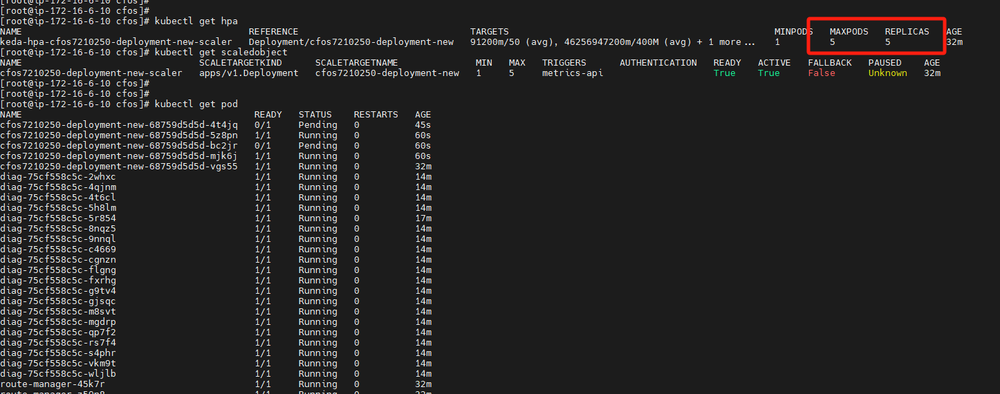 [root@ip-172-16-6-10 cfos]#
[root@ip-172-16-6-10 cfos]#
[root@ip-172-16-6-10 cfos]# kubectl get hpa
NAME REFERENCE TARGETS MINPODS MAXPODS REPLICAS AGE
keda-hpa-cfos7210250-deployment-new-scaler Deployment/cfos7210250-deployment-new 91200m/50 (avg), 46256947200m/400M (avg) + 1 more... 1 5 5 32m
[root@ip-172-16-6-10 cfos]# kubectl get scaledobject
NAME SCALETARGETKIND SCALETARGETNAME MIN MAX TRIGGERS AUTHENTICATION READY ACTIVE FALLBACK PAUSED AGE
cfos7210250-deployment-new-scaler apps/v1.Deployment cfos7210250-deployment-new 1 5 metrics-api True True False Unknown 32m
[root@ip-172-16-6-10 cfos]#
[root@ip-172-16-6-10 cfos]#
[root@ip-172-16-6-10 cfos]# kubectl get pod
NAME READY STATUS RESTARTS AGE
cfos7210250-deployment-new-68759d5d5d-4t4jq 0/1 Pending 0 45s
cfos7210250-deployment-new-68759d5d5d-5z8pn 1/1 Running 0 60s
cfos7210250-deployment-new-68759d5d5d-bc2jr 0/1 Pending 0 60s
cfos7210250-deployment-new-68759d5d5d-mjk6j 1/1 Running 0 60s
cfos7210250-deployment-new-68759d5d5d-vgs55 1/1 Running 0 32m
diag-75cf558c5c-2whxc 1/1 Running 0 14m
diag-75cf558c5c-4qjnm 1/1 Running 0 14m
diag-75cf558c5c-4t6cl 1/1 Running 0 14m
diag-75cf558c5c-5h8lm 1/1 Running 0 14m
diag-75cf558c5c-5r854 1/1 Running 0 17m
diag-75cf558c5c-8nqz5 1/1 Running 0 14m
diag-75cf558c5c-9nnql 1/1 Running 0 14m
diag-75cf558c5c-c4669 1/1 Running 0 14m
diag-75cf558c5c-cgnzn 1/1 Running 0 14m
diag-75cf558c5c-flgng 1/1 Running 0 14m
diag-75cf558c5c-fxrhg 1/1 Running 0 14m
diag-75cf558c5c-g9tv4 1/1 Running 0 14m
diag-75cf558c5c-gjsqc 1/1 Running 0 14m
diag-75cf558c5c-m8svt 1/1 Running 0 14m
diag-75cf558c5c-mgdrp 1/1 Running 0 14m
diag-75cf558c5c-qp7f2 1/1 Running 0 14m
diag-75cf558c5c-rs7f4 1/1 Running 0 14m
diag-75cf558c5c-s4phr 1/1 Running 0 14m
diag-75cf558c5c-vkm9t 1/1 Running 0 14m
diag-75cf558c5c-wljlb 1/1 Running 0 14m
route-manager-45k7r 1/1 Running 0 32m